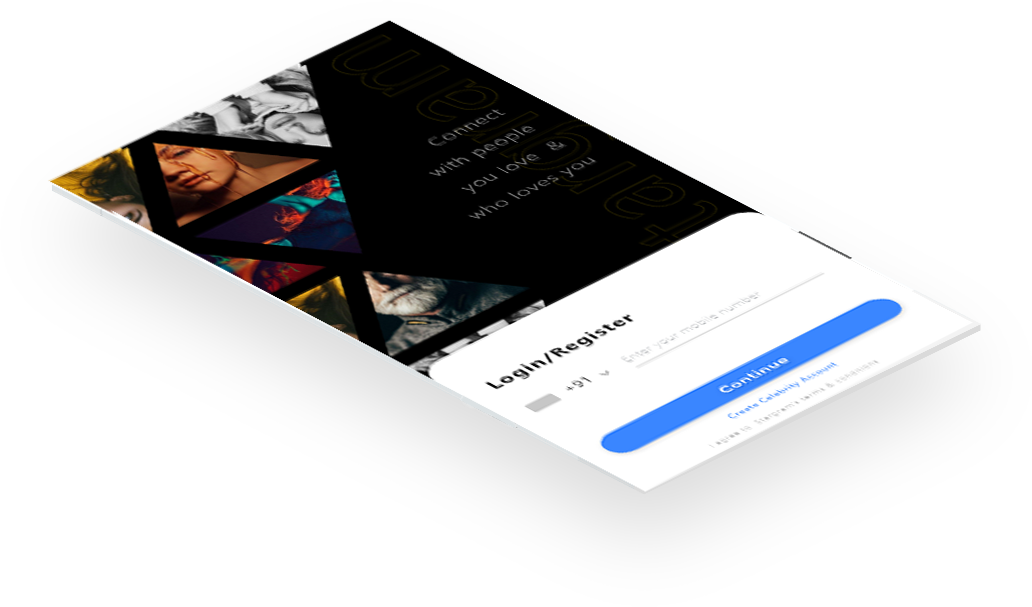 Connect
with people
you love &
who loves you
Login/Register
+91
Enter your mobile number
Continue
Create Celebrity Account
I agree to Stargram's terms & conditions